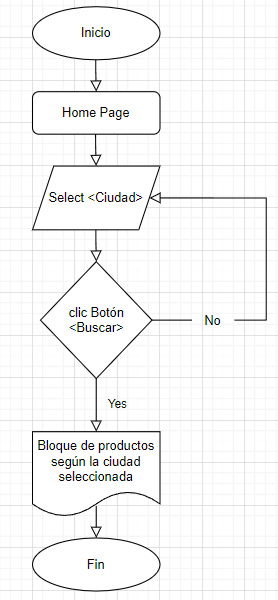 Inicio
Home Page
Select <Ciudad>
clic Botón
<Buscar>
No
Yes
Bloque de productos
según la ciudad
seleccionada
Fin